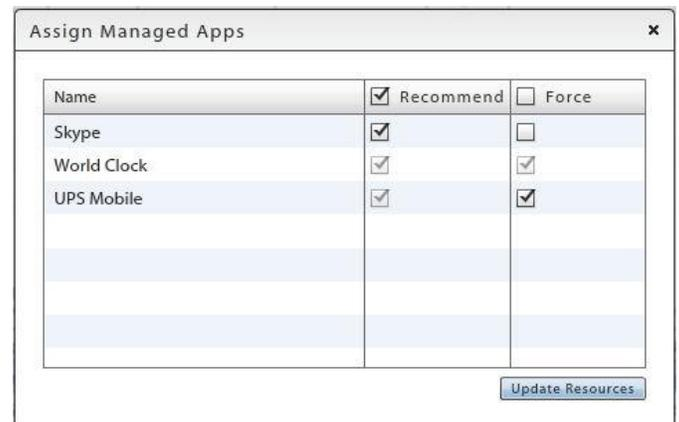 Assign Managed Apps
Name Recommend Force
Skype
World Clock
UPS Mobile
Update Resources